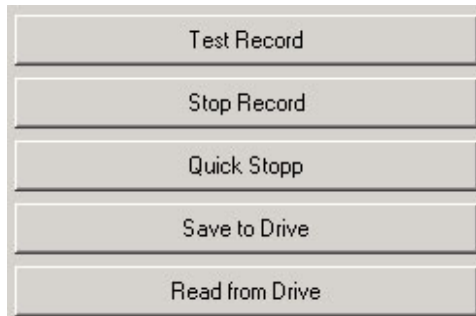 Test Record
Stop Record
Quick Stopp
Save to Drive
Read from Drive